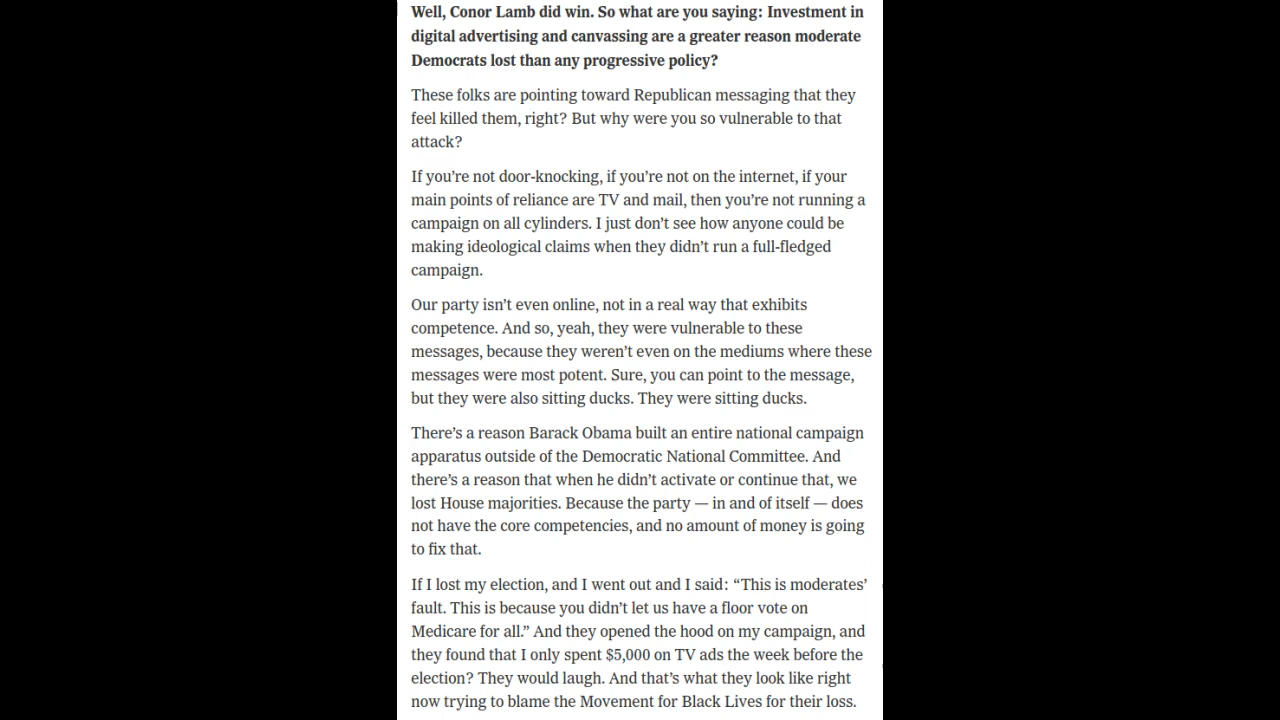 Well, Conor Lamb did win. So what are you saying: Investment in
digital advertising and canvassing are a greater reason moderate
Democrats lost than any progressive policy?
These folks are pointing toward Republican messaging that they
feel killed them, right? But why were you so vulnerable to that
attack?
If you’re not door-knocking, if you’re not on the internet, if your
main points of reliance are TV and mail, then you’re not running a
campaign on all cylinders. I just don’t see how anyone could be
making ideological claims when they didn’t run a full-fledged
campaign.
Our party isn’t even online, not in a real way that exhibits
competence. And so, yeah, they were vulnerable to these
messages, because they weren’t even on the mediums where these
messages were most potent. Sure, you can point to the message,
but they were also sitting ducks. They were sitting ducks.
There’s a reason Barack Obama built an entire national campaign
apparatus outside of the Democratic National Committee. And
there’s a reason that when he didn’t activate or continue that, we
lost House majorities. Because the party — in and of itself — does
not have the core competencies, and no amount of money is going
to fix that.
If I lost my election, and I went out and I said: “This is moderates’
fault. This is because you didn’t let us have a floor vote on
Medicare for all.” And they opened the hood on my campaign, and
they found that I only spent $5,000 on TV ads the week before the
election? They would laugh. And that’s what they look like right
now trying to blame the Movement for Black Lives for their loss.